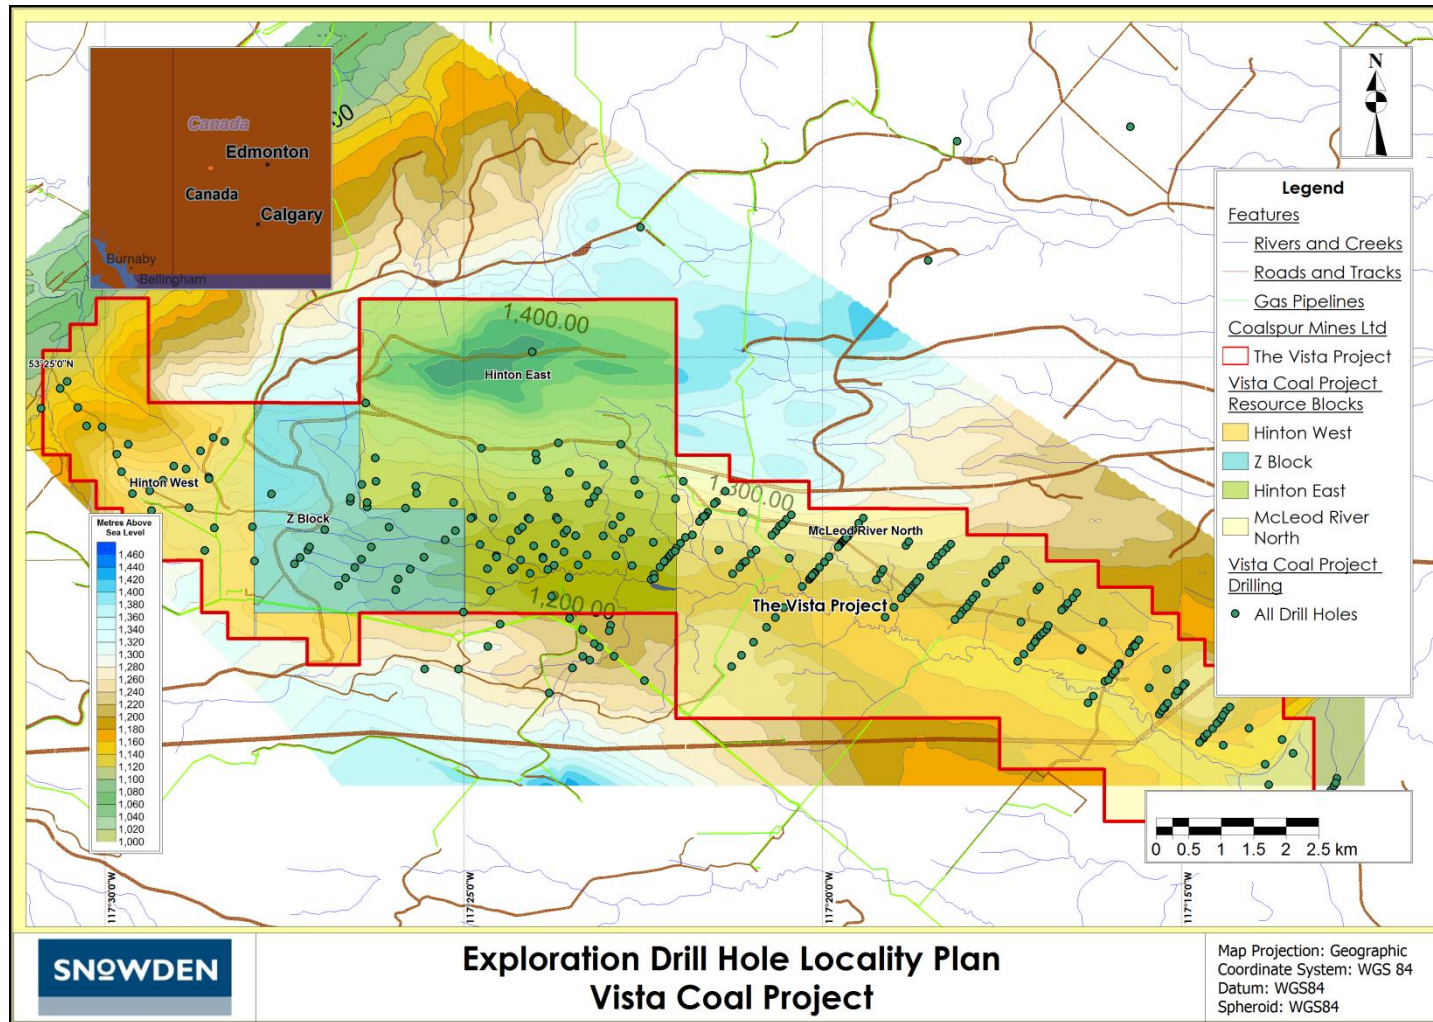 Canada
Edmonton
Canada
Calgary
Burnaby
Bellingham
00
N
Legend
Features
Rivers and Creeks
Roads and Tracks
Gas Pipelines
Coalspur Mines Ltd
The Vista Project
Vista Coal Project
Resource Blocks
Hinton West
Z Block
Hinton East
McLeod River
North
Vista Coal Project
Drilling
All Drill Holes
1,400.00
53°25'0"N
Hinton East
Hinton West
1,300.00
Z Block
McLeod River North
1,200.00
The Vista Project
Metres Above
Sea Level
1,460
1,440
1,420
1,400
1,380
1,360
1,340
1,320
1,300
1,280
1,260
1,240
1,220
1,200
1,180
1,160
1,140
1,120
1,100
1,080
1,060
1,040
1,020
1,000
0 0.5 1 1.5 2 2.5 km
117°30'0"W
117°25'0"W
117°20'0"W
117°15'0"W
SNOWDEN
Exploration Drill Hole Locality Plan
Vista Coal Project
Map Projection: Geographic
Coordinate System: WGS 84
Datum: WGS84
Spheroid: WGS84